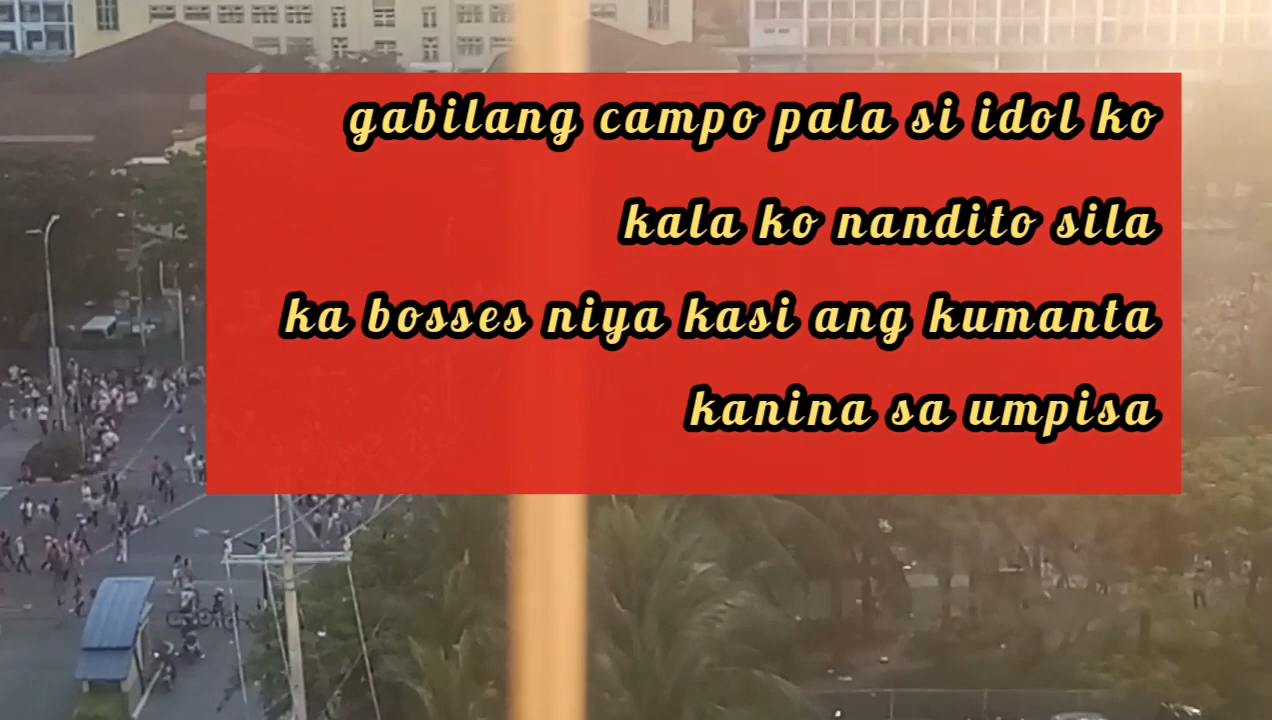 gabilang campo pala si idol ko
kala ko nandito sila
ka bosses niya kasi ang kumanta
kanina sa umpisa